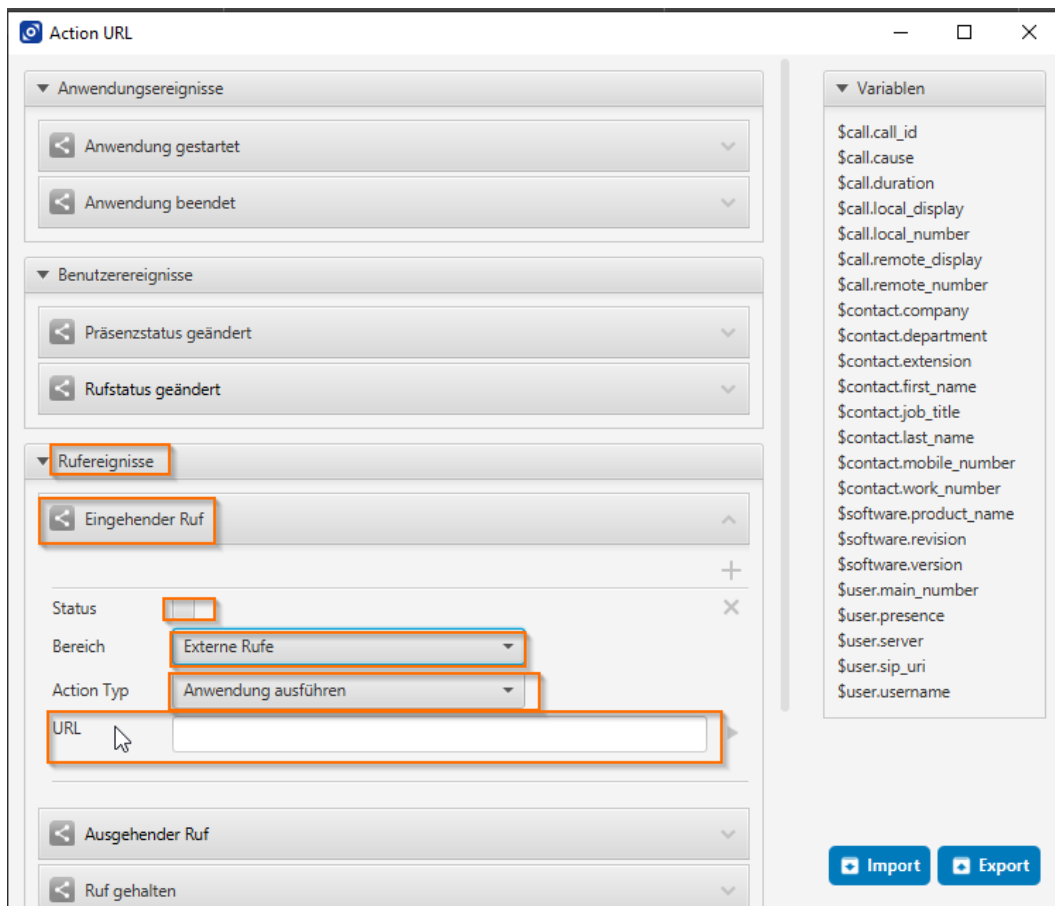 Action URL
Anwendungsereignisse
Anwendung gestartet
Anwendung beendet
Benutzerereignisse
Präsenzstatus geändert
Rufstatus geändert
Rufereignisse
Eingehender Ruf
Status
Bereich Externe Rufe
Action Typ Anwendung ausführen
URL
Ausgehender Ruf
Ruf gehalten
Variablen
$call.call_id
$call.cause
$call.duration
$call.local_display
$call.local_number
$call.remote_display
$call.remote_number
$contact.company
$contact.department
$contact.extension
$contact.first_name
$contact.job_title
$contact.last_name
$contact.mobile_number
$contact.work_number
$software.product_name
$software.revision
$software.version
$user.main_number
$user.presence
$user.server
$user.sip_uri
$user.username
Import Export